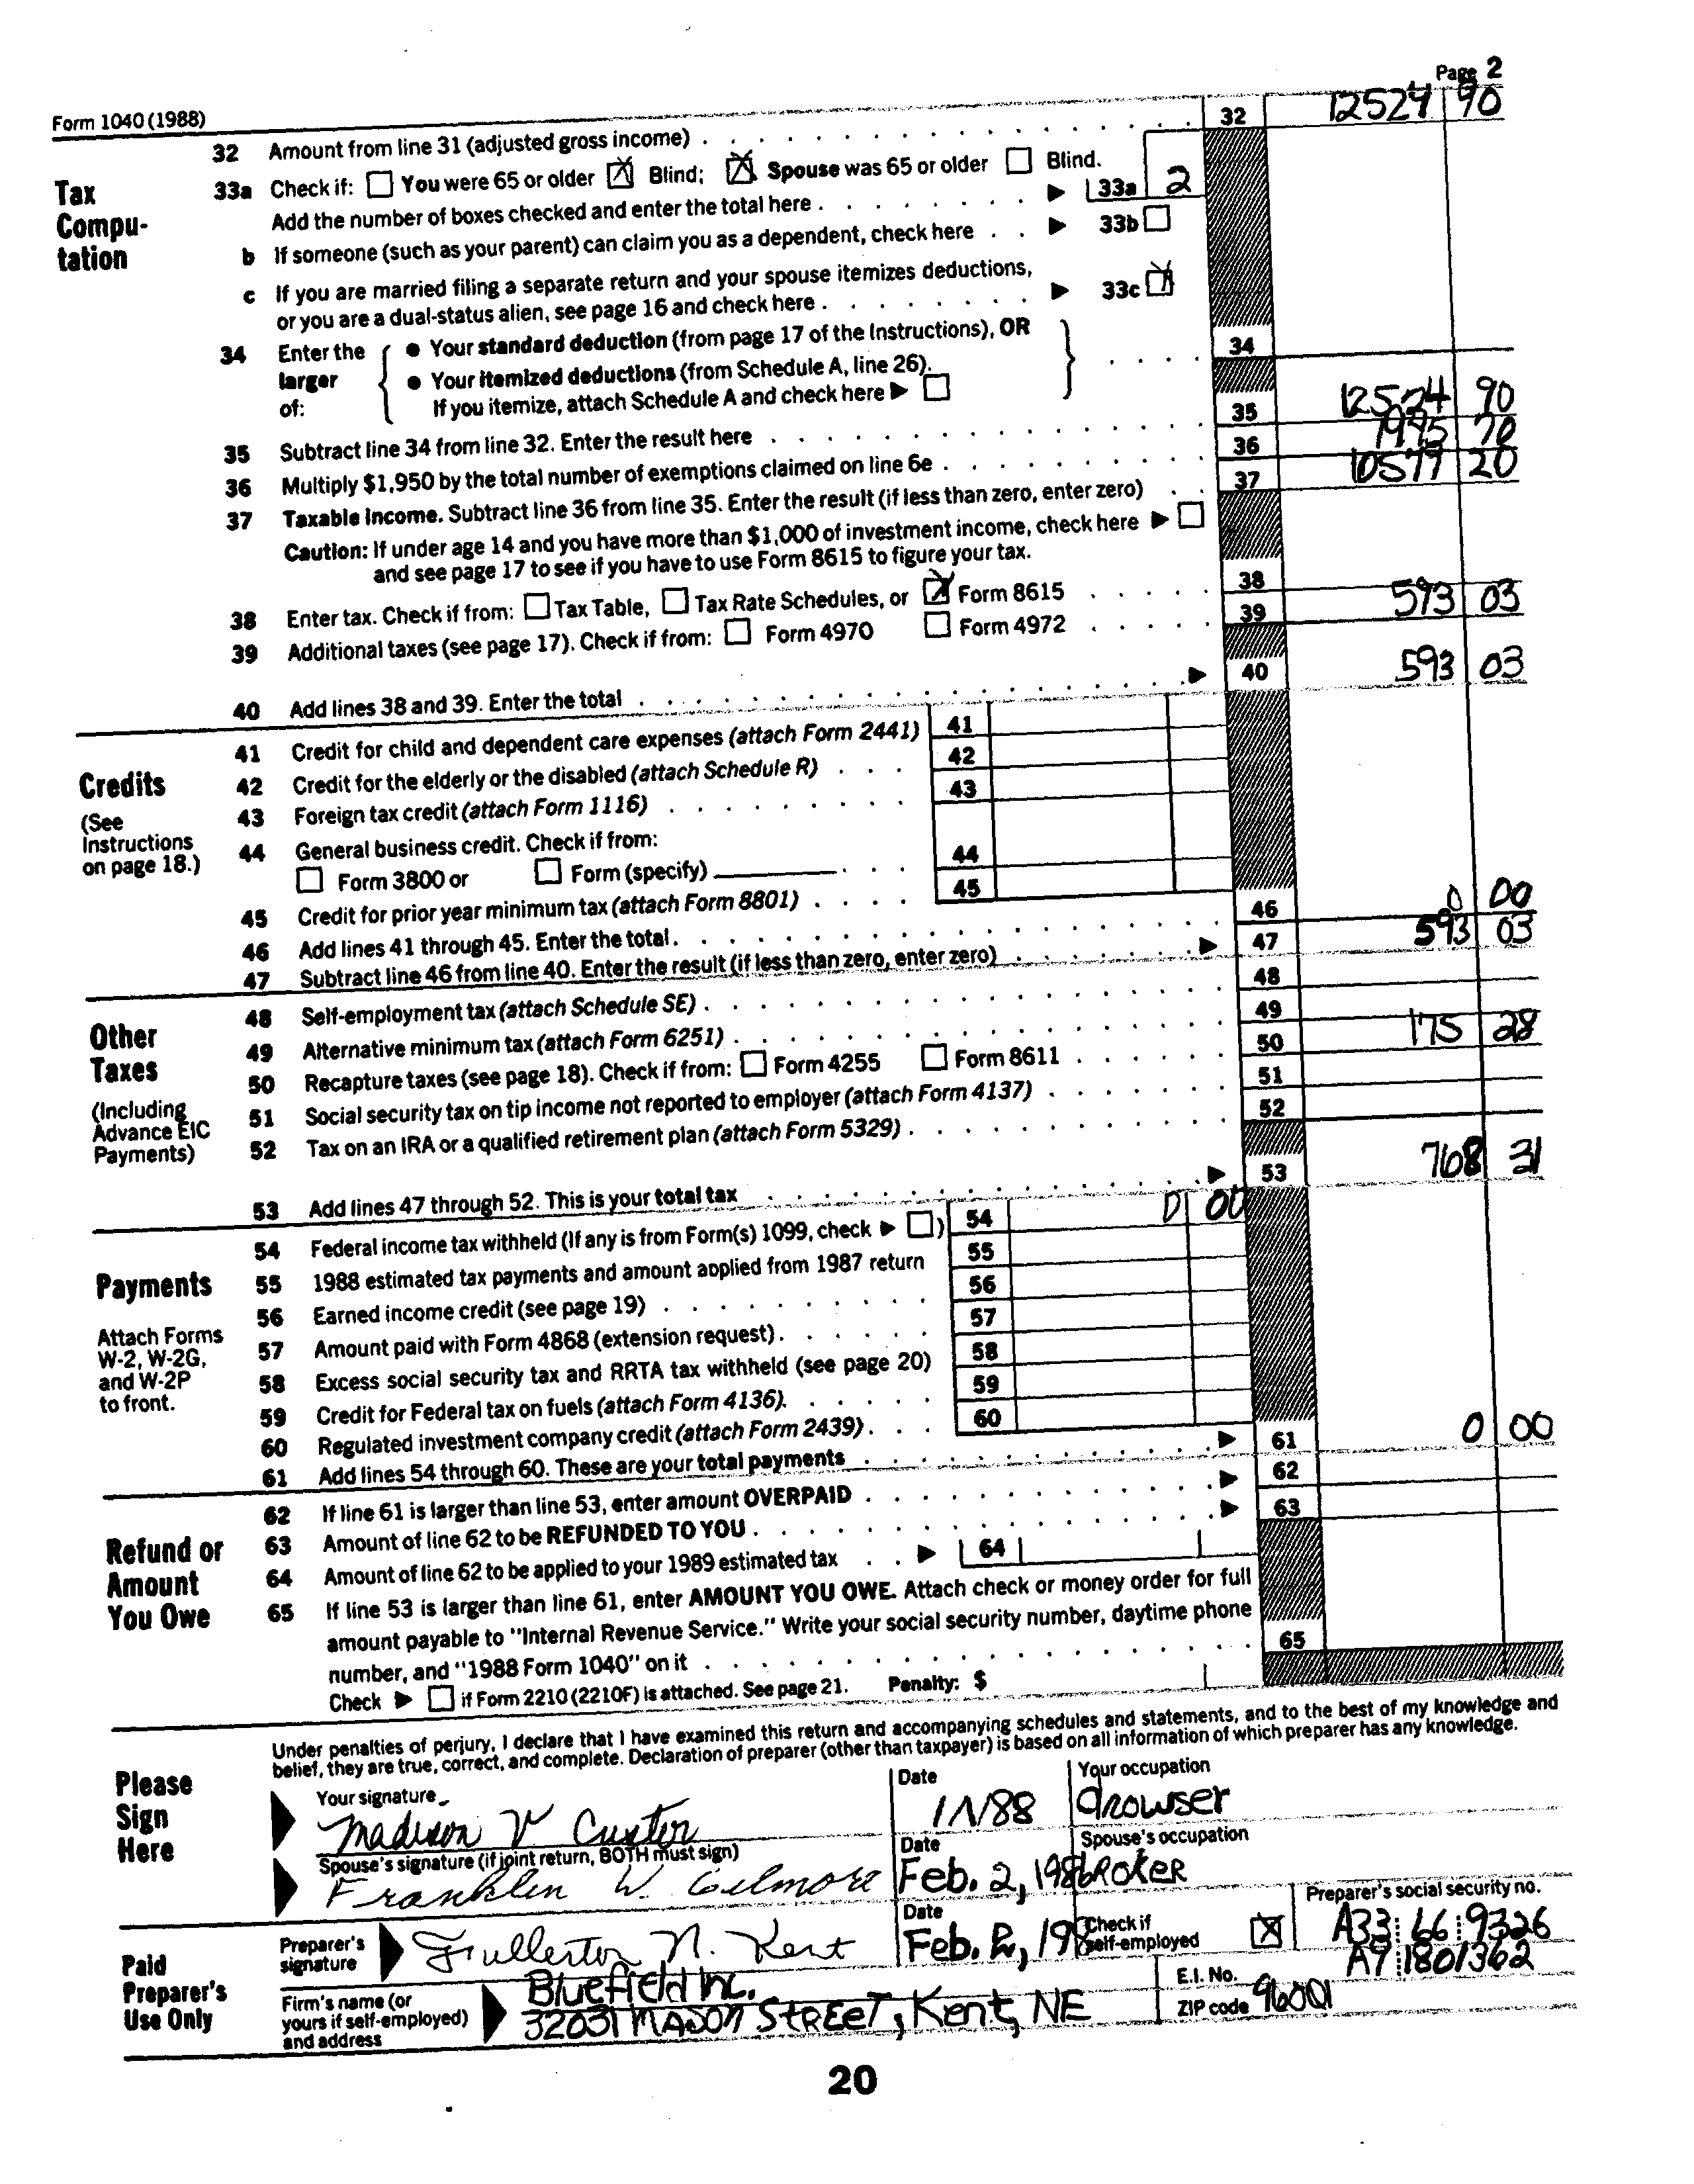 Page 2
Form 1040 (1988)
32 Amount from line 31 (adjusted gross income) 32 12524 90
Tax Compu-tation
33a Check if: You were 65 or older Blind; Spouse was 65 or older Blind.
Add the number of boxes checked and enter the total here 33a 2
b If someone (such as your parent) can claim you as a dependent, check here 33b
c If you are married filing a separate return and your spouse itemizes deductions,
or you are a dual-status alien, see page 16 and check here 33c
34 Enter the larger of: Your standard deduction (from page 17 of the Instructions), OR 34
Your itemized deductions (from Schedule A, line 26).
If you itemize, attach Schedule A and check here
35 Subtract line 34 from line 32. Enter the result here 35 12524 90
36 Multiply $1,950 by the total number of exemptions claimed on line 6e 36 70
37 Taxable income. Subtract line 36 from line 35. Enter the result (if less than zero, enter zero) 37 20
Caution: If under age 14 and you have more than $1,000 of investment income, check here
and see page 17 to see if you have to use Form 8615 to figure your tax.
38 Enter tax. Check if from: Tax Table, Tax Rate Schedules, or Form 8615 38 593 03
39 Additional taxes (see page 17). Check if from: Form 4970 Form 4972 39
40 Add lines 38 and 39. Enter the total 40 593 03
Credits
(See Instructions on page 18.)
41 Credit for child and dependent care expenses (attach Form 2441) 41
42 Credit for the elderly or the disabled (attach Schedule R) 42
43 Foreign tax credit (attach Form 1116) 43
44 General business credit. Check if from:
Form 3800 or Form (specify) 44
45 Credit for prior year minimum tax (attach Form 8801) 45
46 Add lines 41 through 45. Enter the total. 46 0 00
47 Subtract line 46 from line 40. Enter the result (if less than zero, enter zero) 47 593 03
Other Taxes
(Including Advance EIC Payments)
48 Self-employment tax (attach Schedule SE) 48
49 Alternative minimum tax (attach Form 6251) 49 175 28
50 Recapture taxes (see page 18). Check if from: Form 4255 Form 8611 50
51 Social security tax on tip income not reported to employer (attach Form 4137) 51
52 Tax on an IRA or a qualified retirement plan (attach Form 5329) 52
53 Add lines 47 through 52. This is your total tax 53 768 31
Payments
Attach Forms W-2, W-2G, and W-2P to front.
54 Federal income tax withheld (If any is from Form(s) 1099, check ) 54 0 00
55 1988 estimated tax payments and amount applied from 1987 return 55
56 Earned income credit (see page 19) 56
57 Amount paid with Form 4868 (extension request) 57
58 Excess social security tax and RRTA tax withheld (see page 20) 58
59 Credit for Federal tax on fuels (attach Form 4136) 59
60 Regulated investment company credit (attach Form 2439) 60
61 Add lines 54 through 60. These are your total payments 61 0 00
Refund or Amount You Owe
62 If line 61 is larger than line 53, enter amount OVERPAID 62
63 Amount of line 62 to be REFUNDED TO YOU 63
64 Amount of line 62 to be applied to your 1989 estimated tax 64
65 If line 53 is larger than line 61, enter AMOUNT YOU OWE. Attach check or money order for full
amount payable to "Internal Revenue Service." Write your social security number, daytime phone
number, and "1988 Form 1040" on it 65
Check if Form 2210 (2210F) is attached. See page 21. Penalty: $
Please Sign Here
Under penalties of perjury, I declare that I have examined this return and accompanying schedules and statements, and to the best of my knowledge and
belief, they are true, correct, and complete. Declaration of preparer (other than taxpayer) is based on all information of which preparer has any knowledge.
Your signature Date Your occupation
Madison V Custer 1/1/88 growser
Spouse's signature (if joint return, BOTH must sign) Date Spouse's occupation
Franklin W. Gilmore Feb. 2, 1986 broker
Paid Preparer's Use Only
Preparer's signature Fullerton N. Kent Date Feb. Check if self-employed Preparer's social security no. A33 66 9326
Firm's name (or yours if self-employed) and address Bluefield Inc. E.I. No. A9 1801362
32031 MASON STREET, Kent, NE ZIP code 96001
20